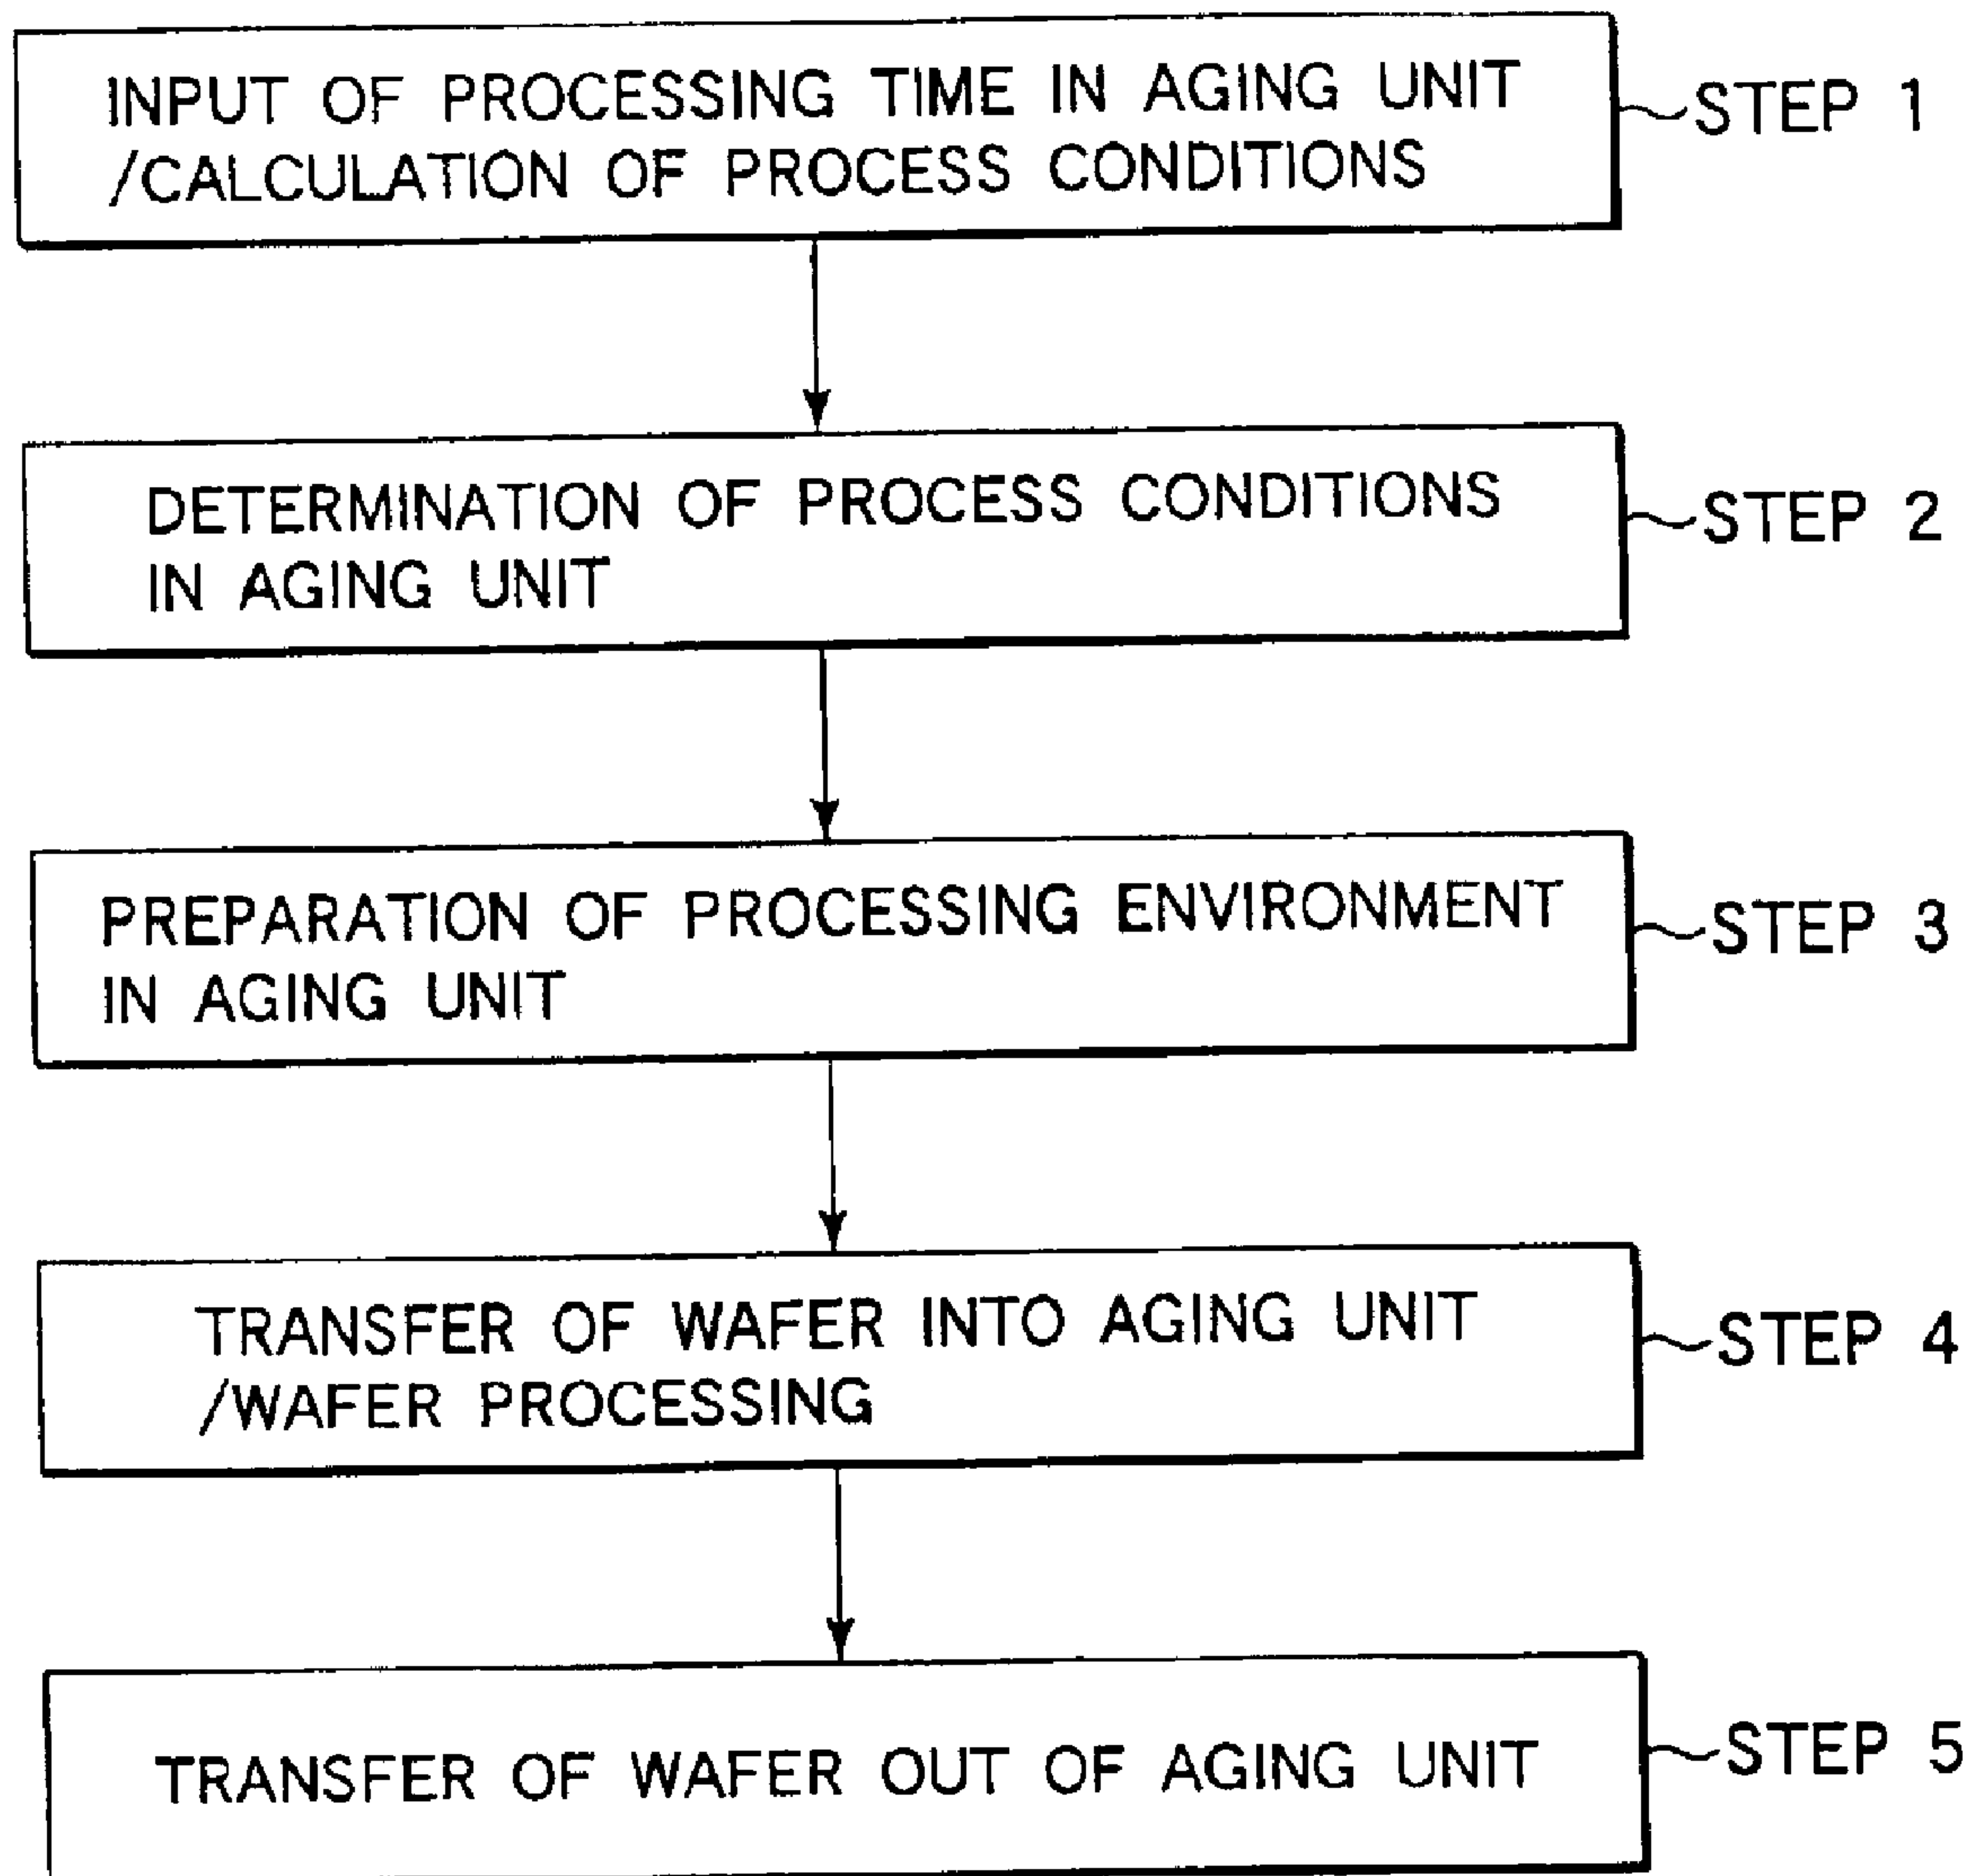 INPUT OF PROCESSING TIME IN AGING UNIT
/CALCULATION OF PROCESS CONDITIONS
STEP 1
DETERMINATION OF PROCESS CONDITIONS
IN AGING UNIT
STEP 2
PREPARATION OF PROCESSING ENVIRONMENT
IN AGING UNIT
STEP 3
TRANSFER OF WAFER INTO AGING UNIT
/WAFER PROCESSING
STEP 4
TRANSFER OF WAFER OUT OF AGING UNIT
STEP 5